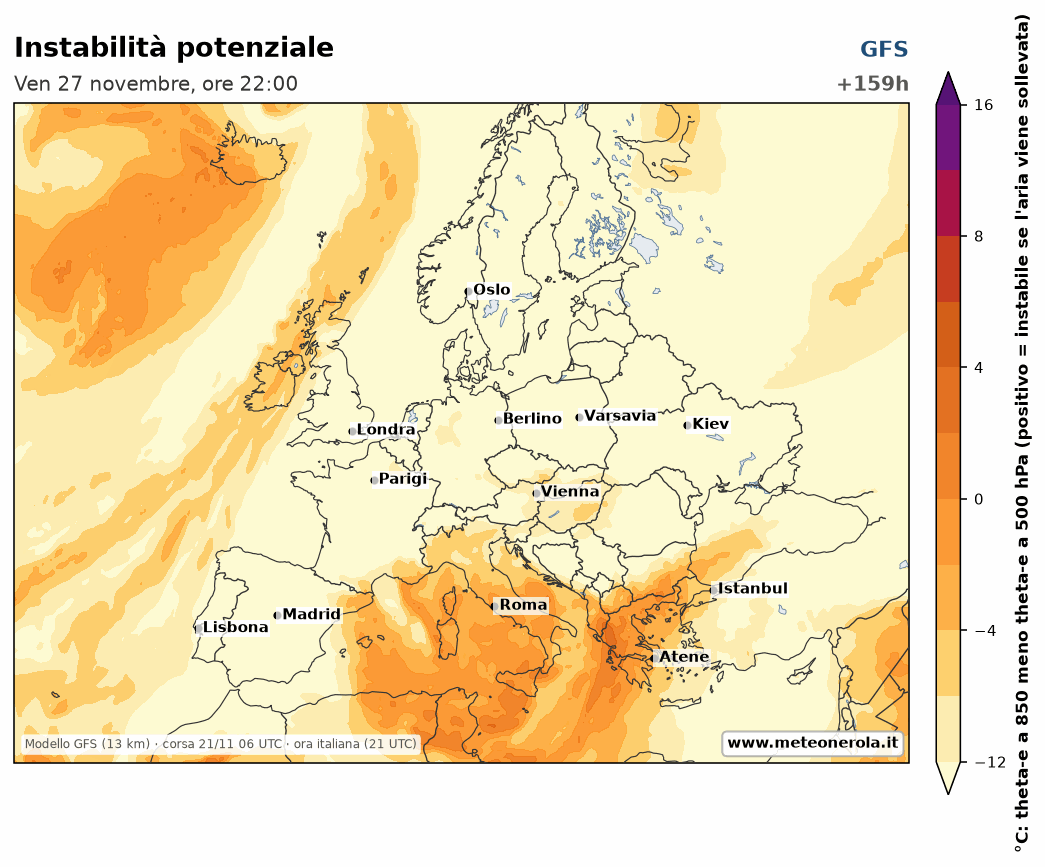 Instabilità potenziale
GFS
Ven 27 novembre, ore 22:00
+159h
Oslo
Berlino
Varsavia
Kiev
Londra
Parigi
Vienna
Istanbul
Roma
Madrid
Lisbona
Atene
Modello GFS (13 km) · corsa 21/11 06 UTC · ora italiana (21 UTC)
www.meteonerola.it
16
8
4
0
−4
−12
°C: theta-e a 850 meno theta-e a 500 hPa (positivo = instabile se l'aria viene sollevata)